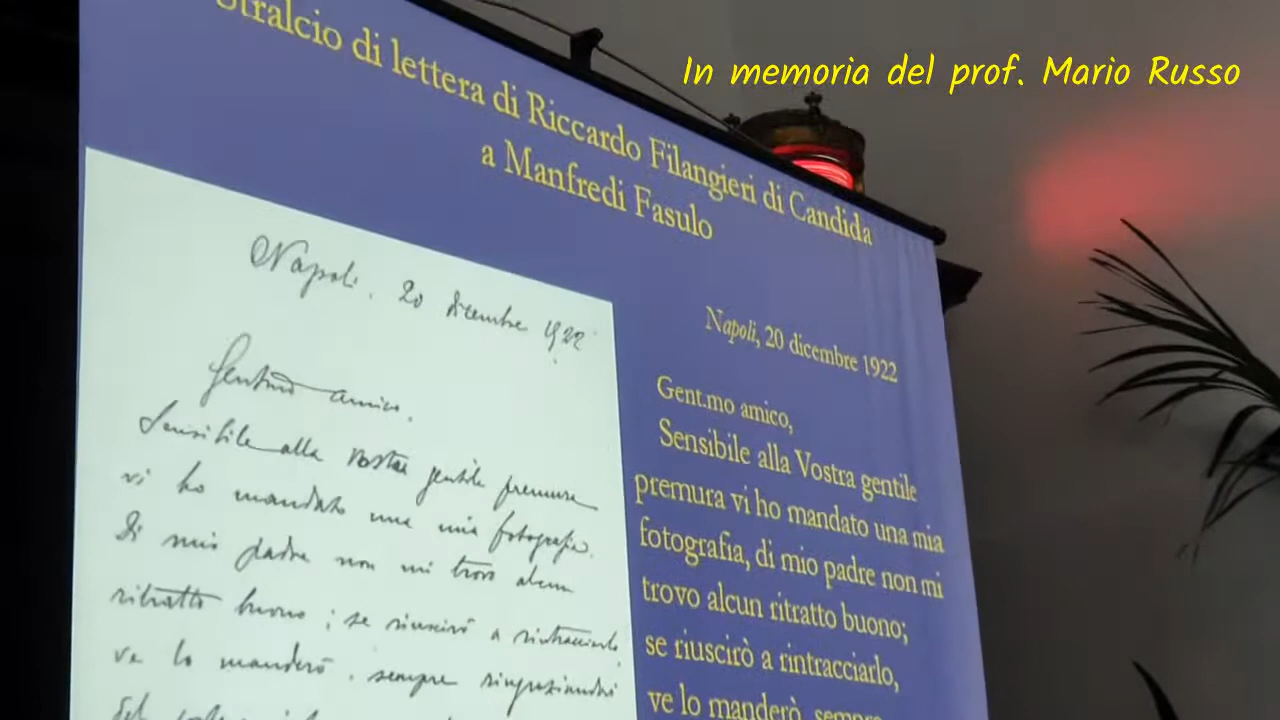 In memoria del prof. Mario Russo
Stralcio di lettera di Riccardo Filangieri di Candida
a Manfredi Fasulo
Napoli, 20 dicembre 1922
Gentmo amico,
Sensibile alla vostra gentile premura
vi ho mandato una mia fotografia.
Di mio padre non mi trovo alcun
ritratto buono; se riuscirò a rintracciarlo,
ve lo manderò, sempre ringraziandovi
Napoli, 20 dicembre 1922
Gent.mo amico,
Sensibile alla Vostra gentile
premura vi ho mandato una mia
fotografia, di mio padre non mi
trovo alcun ritratto buono;
se riuscirò a rintracciarlo,
ve lo manderò, sempre